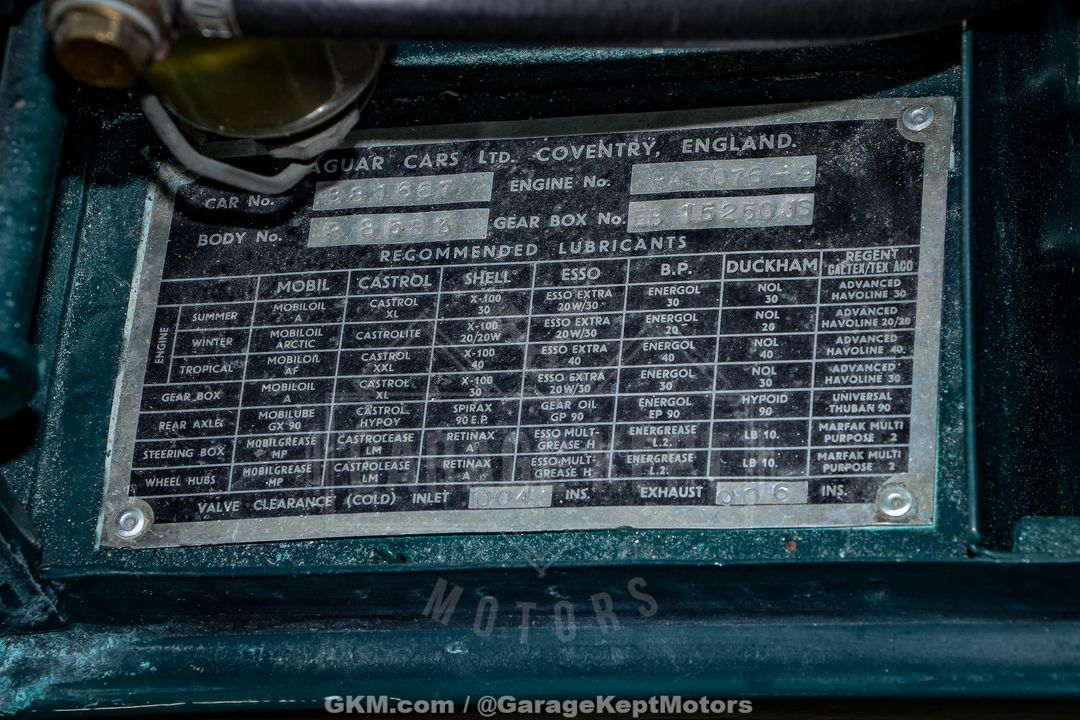 AGUAR CARS LTD. COVENTRY, ENGLAND.
CAR NO. ENGINE NO.
BODY NO. GEAR BOX NO.
RECOMMENDED LUBRICANTS
MOBIL CASTROL SHELL ESSO B.P. DUCKHAM REGENT CALTEX/TEXACO
ENGINE
SUMMER MOBILOIL A CASTROL XL X-100 30 ESSO EXTRA 20W/30 ENERGOL 30 NOL 30 ADVANCED HAVOLINE 30
WINTER MOBILOIL ARCTIC CASTROLITE X-100 20/20W ESSO EXTRA 20W/30 ENERGOL 20 NOL 20 ADVANCED HAVOLINE 20/20
TROPICAL MOBILOIL AF CASTROL XXL X-100 40 ESSO EXTRA 40 ENERGOL 40 NOL 40 ADVANCED HAVOLINE 40.
GEAR BOX MOBILOIL A CASTROL XL X-100 30 ESSO EXTRA 20W/30 ENERGOL 30 NOL 30 ADVANCED HAVOLINE 30
REAR AXLE MOBILUBE GX 90 CASTROL HYPOY SPIRAX 90 E.P. GEAR OIL GP 90 ENERGOL EP 90 HYPOID 90 UNIVERSAL THUBAN 90
STEERING BOX MOBILGREASE MP CASTROLEASE LM RETINAX A ESSO MULT- GREASE H ENERGREASE L.2. LB 10. MARFAK MULTI PURPOSE 2
WHEEL HUBS MOBILGREASE MP CASTROLEASE LM RETINAX A ESSO MULT- GREASE H ENERGREASE L.2. LB 10. MARFAK MULTI PURPOSE 2
VALVE CLEARANCE (COLD) INLET 004 INS. EXHAUST 006 INS.
MOTORS
GKM.com / @GarageKeptMotors